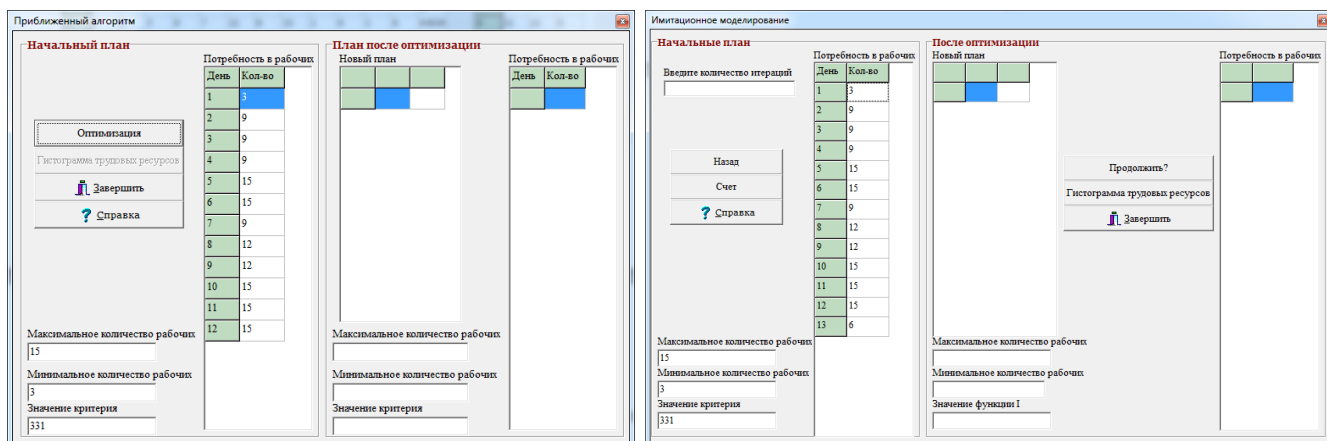 Приближенный алгоритм
Начальный план
Потребность в рабочих
День Кол-во
1 3
2 9
3 9
4 9
5 15
6 15
7 9
8 12
9 12
10 15
11 15
12 15
Оптимизация
Гистограмма трудовых ресурсов
Завершить
? Справка
Максимальное количество рабочих
15
Минимальное количество рабочих
3
Значение критерия
331
План после оптимизации
Новый план
Потребность в рабочих
День Кол-во
Максимальное количество рабочих
Минимальное количество рабочих
Значение критерия
Имитационное моделирование
Начальные план
Введите количество итераций
Потребность в рабочих
День Кол-во
1 3
2 9
3 9
4 9
5 15
6 15
7 9
8 12
9 12
10 15
11 15
12 15
13 6
Назад
Счет
? Справка
Максимальное количество рабочих
15
Минимальное количество рабочих
3
Значение критерия
331
После оптимизации
Новый план
Потребность в рабочих
Продолжить?
Гистограмма трудовых ресурсов
Завершить
Максимальное количество рабочих
Минимальное количество рабочих
Значение функции I